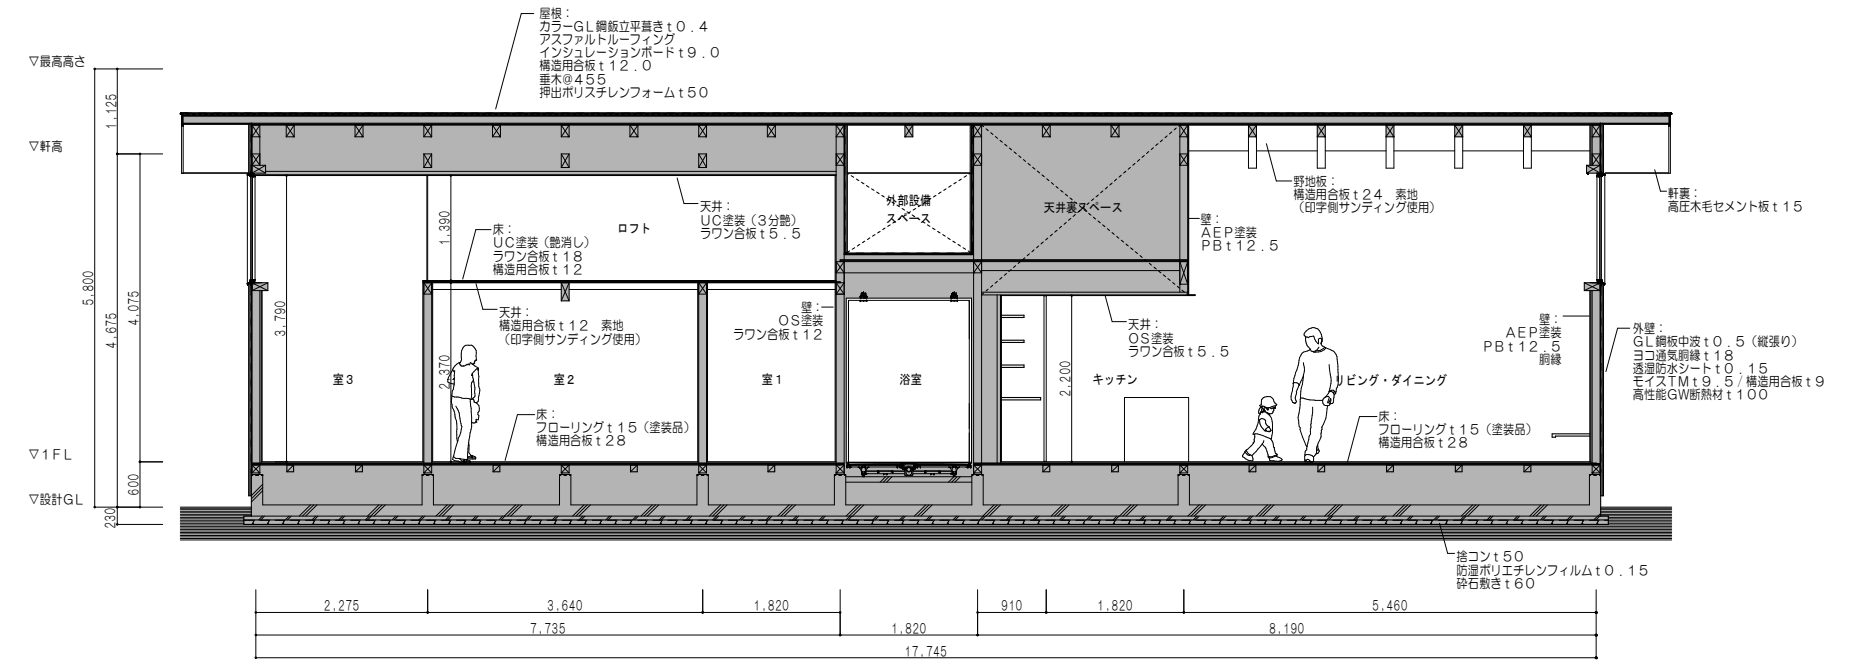 屋根：
カラーＧＬ鋼鈑立平葺きｔ０．４
アスファルトルーフィング
インシュレーションボードｔ９．０
構造用合板ｔ１２．０
垂木@４５５
押出ポリスチレンフォームｔ５０
▽最高高さ
1,125
▽軒高
5,800
4,675
4,075
▽１ＦＬ
600
▽設計ＧＬ
230
3,790
1,390
ロフト
床：
ＵＣ塗装（艶消し）
ラワン合板ｔ１８
構造用合板ｔ１２
天井：
ＵＣ塗装（３分艶）
ラワン合板ｔ５．５
外部設備
スペース
天井裏スペース
壁：
ＡＥＰ塗装
ＰＢｔ１２．５
野地板：
構造用合板ｔ２４　素地
（印字側サンディング使用）
軒裏：
高圧木毛セメント板ｔ１５
天井：
構造用合板ｔ１２　素地
（印字側サンディング使用）
壁：
ＯＳ塗装
ラワン合板ｔ１２
天井：
ＯＳ塗装
ラワン合板ｔ５．５
壁：
ＡＥＰ塗装
ＰＢｔ１２．５
胴縁
外壁：
ＧＬ鋼板中波ｔ０．５（縦張り）
ヨコ通気胴縁ｔ１８
透湿防水シートｔ０．１５
モイスＴＭｔ９．５／構造用合板ｔ９
高性能ＧＷ断熱材ｔ１００
室３
2,370
室２
室１
浴室
2,200
キッチン
リビング・ダイニング
床：
フローリングｔ１５（塗装品）
構造用合板ｔ２８
床：
フローリングｔ１５（塗装品）
構造用合板ｔ２８
捨コンｔ５０
防湿ポリエチレンフィルムｔ０．１５
砕石敷きｔ６０
2,275
3,640
1,820
910
1,820
5,460
7,735
1,820
8,190
17,745